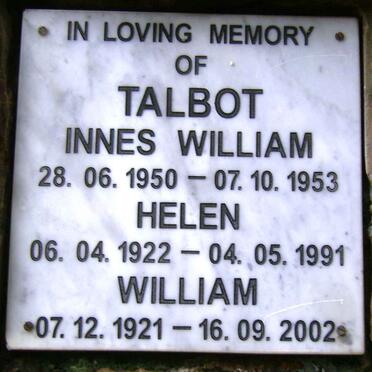 IN LOVING MEMORY
OF
TALBOT
INNES WILLIAM
28. 06. 1950 – 07. 10. 1953
HELEN
06. 04. 1922 – 04. 05. 1991
WILLIAM
07. 12. 1921 – 16. 09. 2002